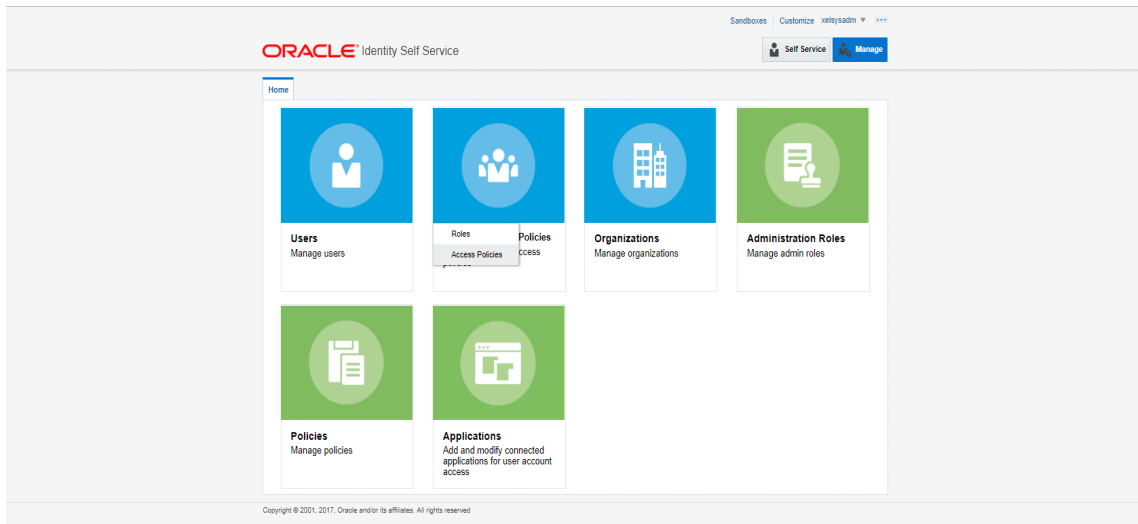 Sandboxes Customize xelsysadm
ORACLE Identity Self Service
Self Service Manage
Home
Users
Manage users
Roles
Access Policies
Policies
ccess
policies
Organizations
Manage organizations
Administration Roles
Manage admin roles
Policies
Manage policies
Applications
Add and modify connected
applications for user account
access
Copyright © 2001, 2017, Oracle and/or its affiliates. All rights reserved